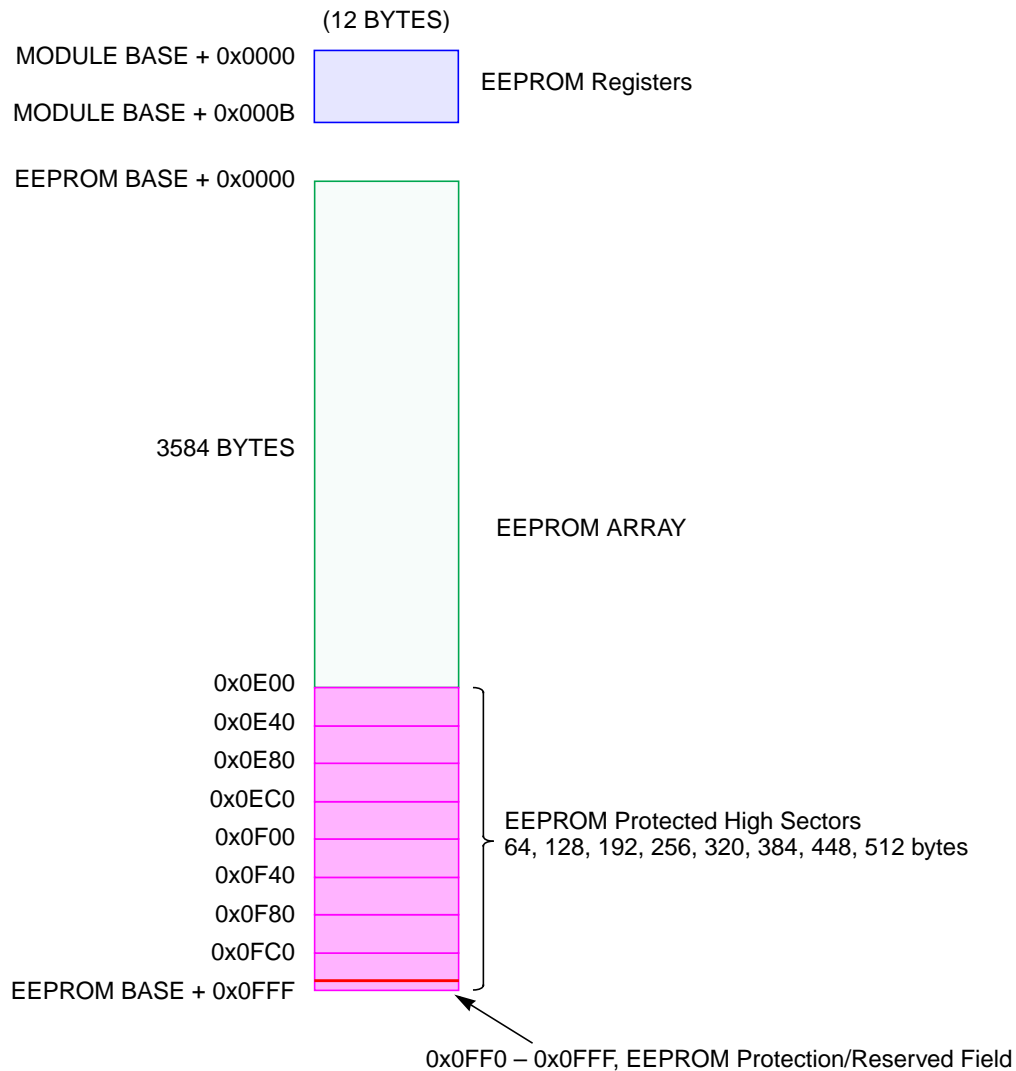 (12 BYTES)
MODULE BASE + 0x0000
EEPROM Registers
MODULE BASE + 0x000B
EEPROM BASE + 0x0000
3584 BYTES
EEPROM ARRAY
0x0E00
0x0E40
0x0E80
0x0EC0
0x0F00
0x0F40
0x0F80
0x0FC0
EEPROM Protected High Sectors
64, 128, 192, 256, 320, 384, 448, 512 bytes
EEPROM BASE + 0x0FFF
0x0FF0 – 0x0FFF, EEPROM Protection/Reserved Field